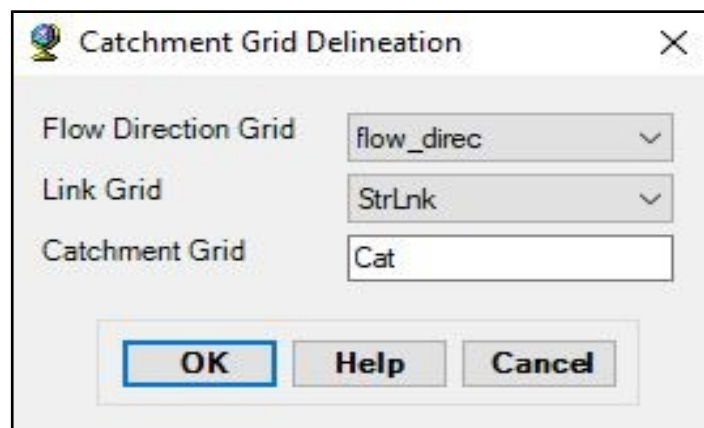 Catchment Grid Delineation
Flow Direction Grid flow_direc
Link Grid StrLnk
Catchment Grid Cat
OK Help Cancel